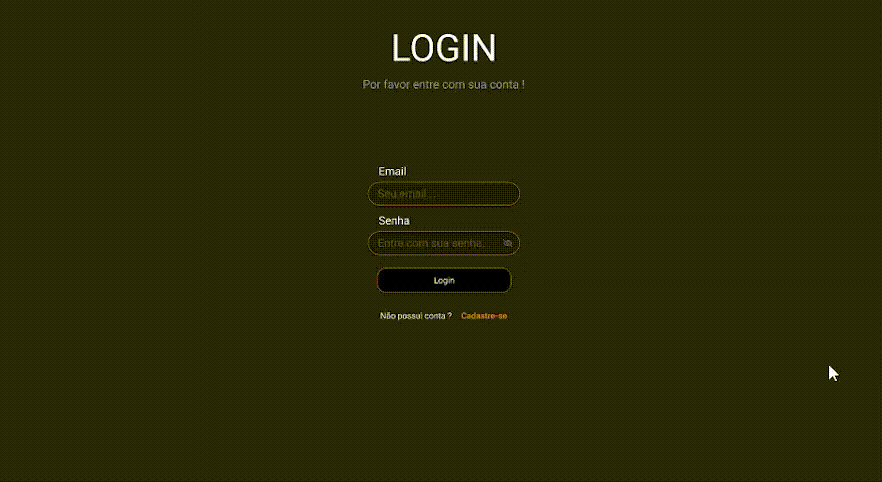 LOGIN
Por favor entre com sua conta !
Email
Seu email...
Senha
Entre com sua senha...
Login
Não possui conta ? Cadastre-se